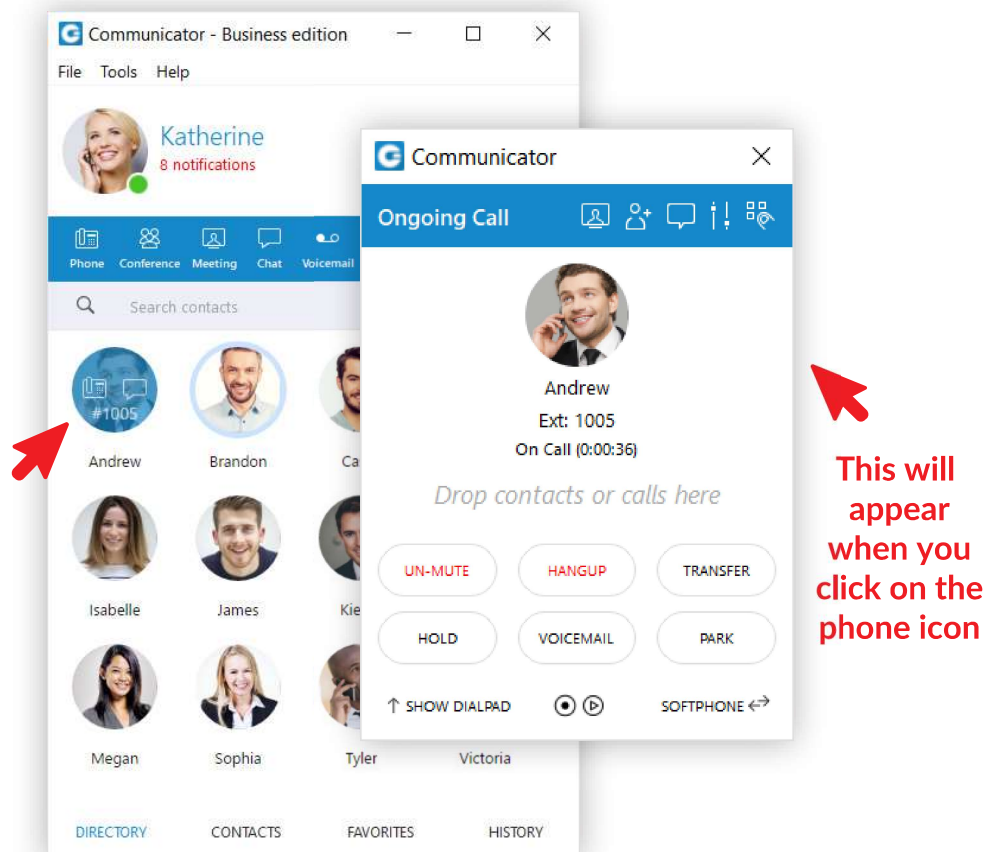 Communicator - Business edition
File Tools Help
Katherine
8 notifications
Phone Conference Meeting Chat Voicemail
Search contacts
#1005
Andrew Brandon Ca
Isabelle James Kie
Megan Sophia Tyler Victoria
DIRECTORY CONTACTS FAVORITES HISTORY
Communicator
Ongoing Call
Andrew
Ext: 1005
On Call (0:00:36)
Drop contacts or calls here
UN-MUTE HANGUP TRANSFER
HOLD VOICEMAIL PARK
SHOW DIALPAD SOFTPHONE
This will
appear
when you
click on the
phone icon